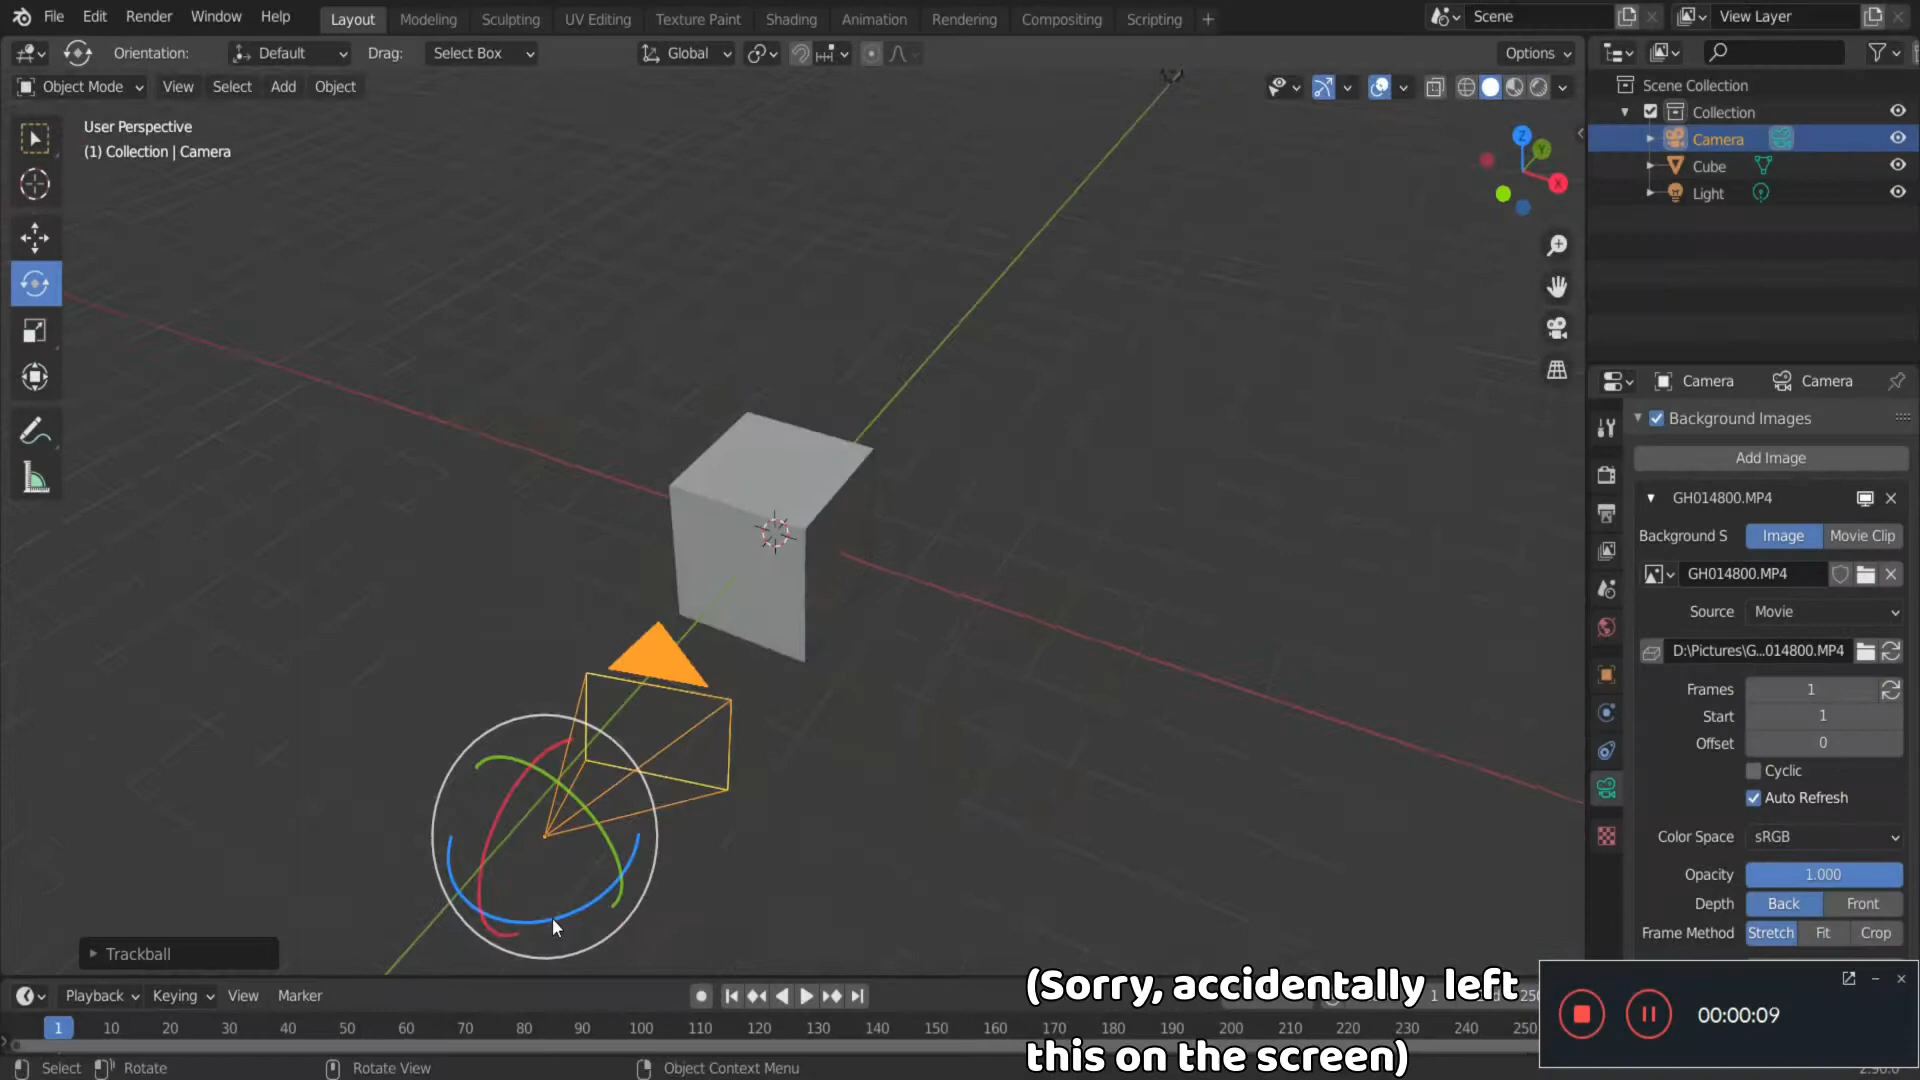 File Edit Render Window Help Layout Modeling Sculpting UV Editing Texture Paint Shading Animation Rendering Compositing Scripting + Scene View Layer
Orientation: Default Drag: Select Box Global Options
Object Mode View Select Add Object
User Perspective
(1) Collection | Camera
Z
Y
X
Scene Collection
Collection
Camera
Cube
Light
Camera Camera
Background Images
Add Image
GH014800.MP4
Background S Image Movie Clip
GH014800.MP4
Source Movie
D:\Pictures\G...014800.MP4
Frames 1
Start 1
Offset 0
Cyclic
Auto Refresh
Color Space sRGB
Opacity 1.000
Depth Back Front
Frame Method Stretch Fit Crop
Trackball
Playback Keying View Marker 1
1 10 20 30 40 50 60 70 80 90 100 110 120 130 140 150 160 170 180 190 200 210 220 230 240 250
Select Rotate Rotate View Object Context Menu
(Sorry, accidentally left
this on the screen)
00:00:09